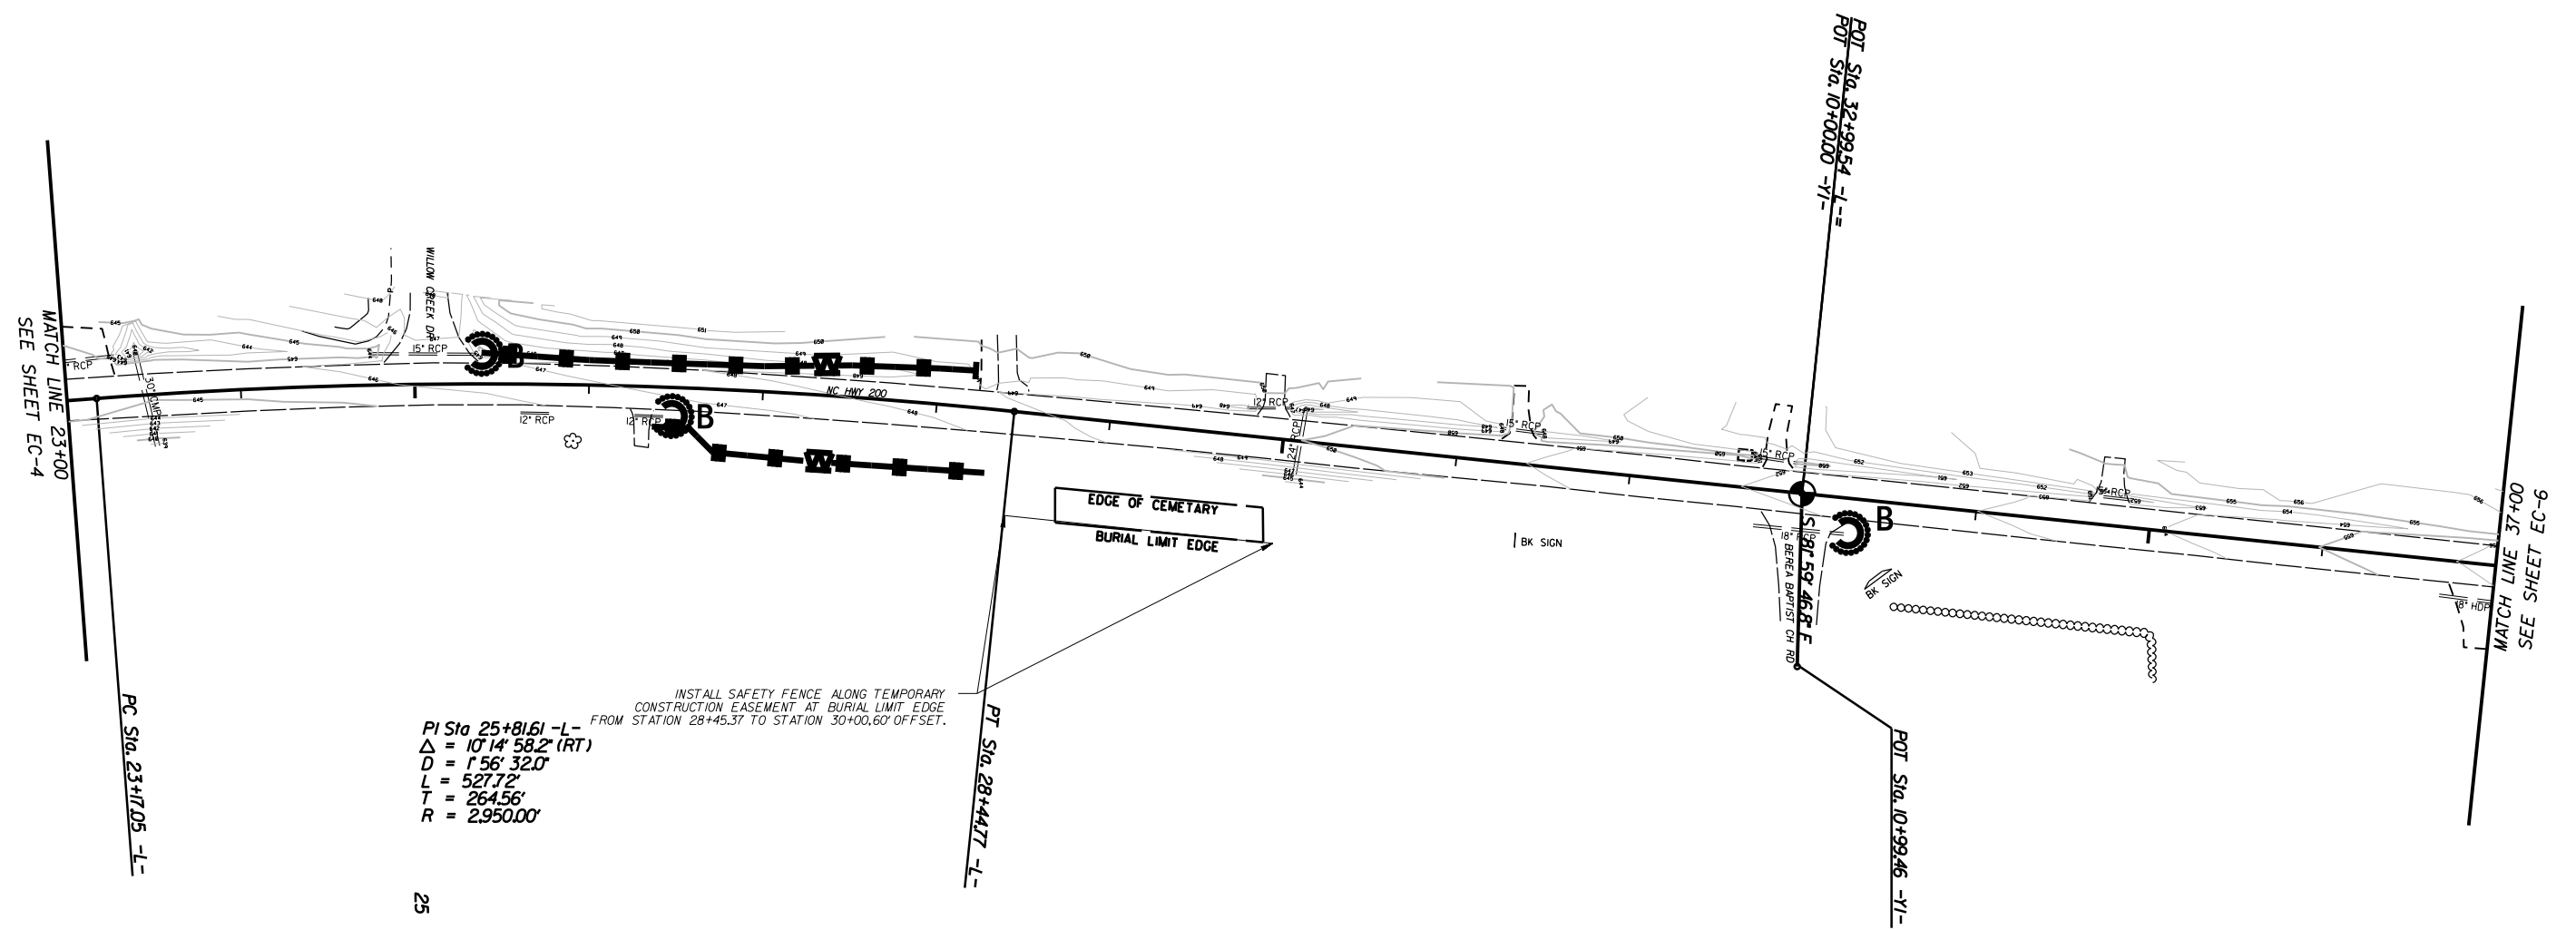 POT Sta. 32+99.54 -L-=
POT Sta. 10+00.00 -Y1-
MATCH LINE 23+00
SEE SHEET EC-4
WILLOW CREEK DR
RCP
30" CMP
15" RCP
B
W
NC HWY 200
12" RCP
12" RCP
B
W
12" RCP
24" RCP
15" RCP
15" RCP
15" RCP
18" RCP
B
18" HDP
EDGE OF CEMETARY
BURIAL LIMIT EDGE
BK SIGN
BK SIGN
S 81° 59' 46.8" E
BEREA BAPTIST CH RD
MATCH LINE 37+00
SEE SHEET EC-6
INSTALL SAFETY FENCE ALONG TEMPORARY
CONSTRUCTION EASEMENT AT BURIAL LIMIT EDGE
FROM STATION 28+45.37 TO STATION 30+00,60' OFFSET.
PI Sta 25+81.61 -L-
Δ = 10° 14' 58.2" (RT)
D = 1° 56' 32.0"
L = 527.72'
T = 264.56'
R = 2,950.00'
PC Sta. 23+17.05 -L-
PT Sta. 28+44.77 -L-
POT Sta. 10+99.46 -Y1-
25